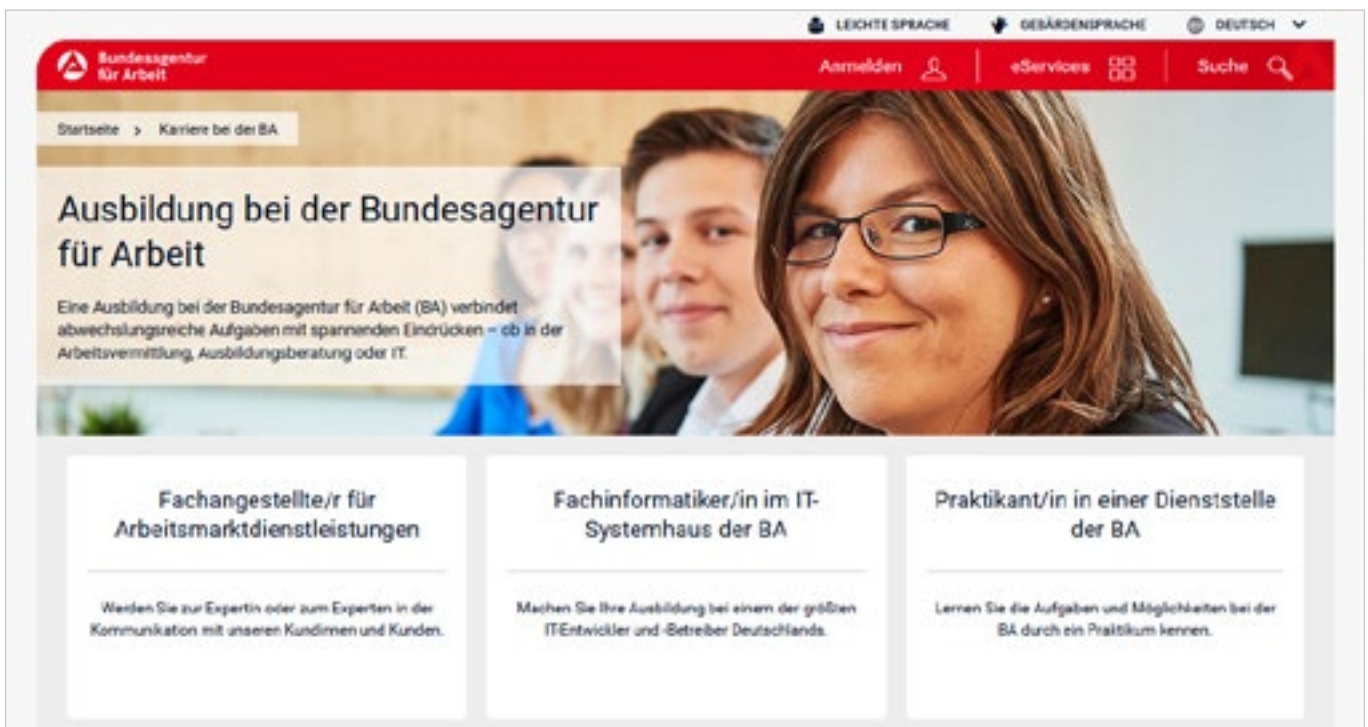 LEICHTE SPRACHE
GEBÄRDENSPRACHE
DEUTSCH
Bundesagentur
für Arbeit
Anmelden
eServices
Suche
Startseite > Karriere bei der BA
Ausbildung bei der Bundesagentur
für Arbeit
Eine Ausbildung bei der Bundesagentur für Arbeit (BA) verbindet
abwechslungsreiche Aufgaben mit spannenden Eindrücken – ob in der
Arbeitsvermittlung, Ausbildungsberatung oder IT.
Fachangestellte/r für
Arbeitsmarktdienstleistungen
Werden Sie zur Expertin oder zum Experten in der
Kommunikation mit unseren Kundinnen und Kunden.
Fachinformatiker/in im IT-
Systemhaus der BA
Machen Sie Ihre Ausbildung bei einem der größten
IT-Entwickler und -Betreiber Deutschlands.
Praktikant/in in einer Dienststelle
der BA
Lernen Sie die Aufgaben und Möglichkeiten bei der
BA durch ein Praktikum kennen.